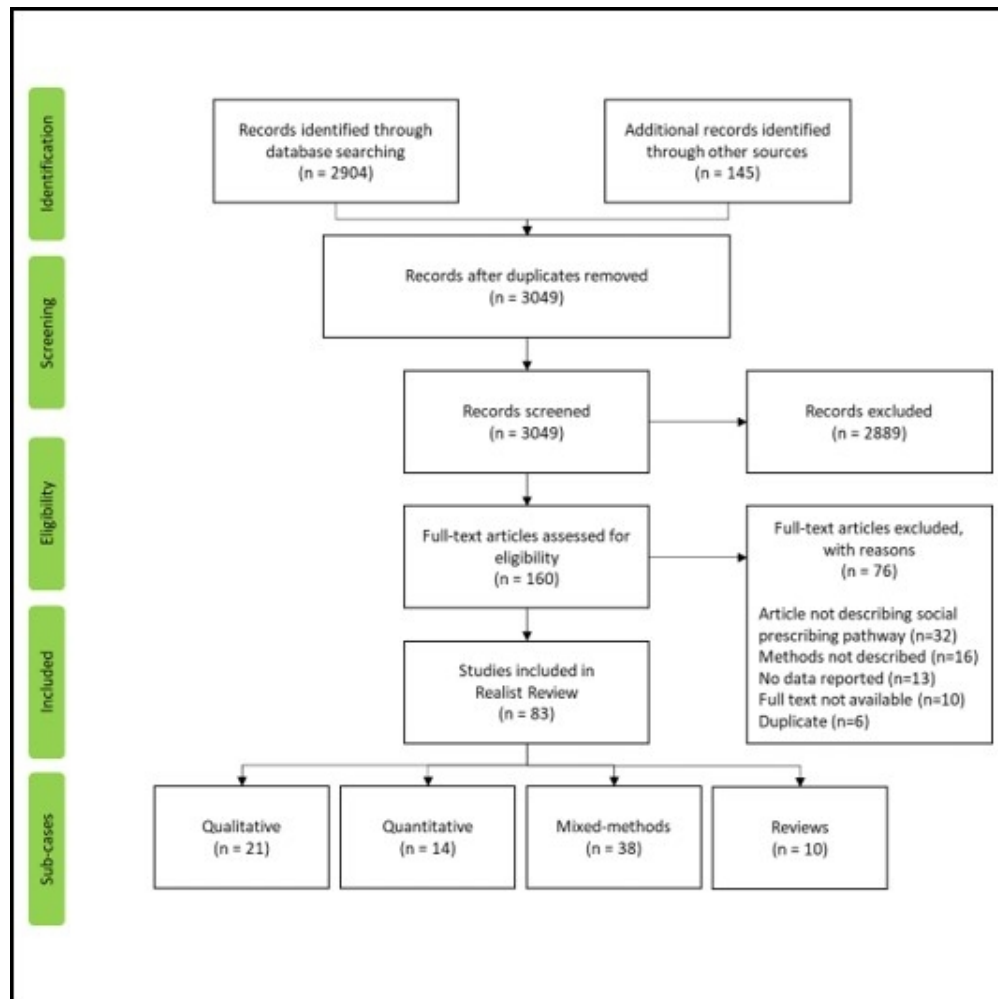 Identification
Records identified through
database searching
(n = 2904)
Additional records identified
through other sources
(n = 145)
Screening
Records after duplicates removed
(n = 3049)
Records screened
(n = 3049)
Records excluded
(n = 2889)
Eligibility
Full-text articles assessed for
eligibility
(n = 160)
Full-text articles excluded,
with reasons
(n = 76)
Article not describing social
prescribing pathway (n=32)
Methods not described (n=16)
No data reported (n=13)
Full text not available (n=10)
Duplicate (n=6)
Included
Studies included in
Realist Review
(n = 83)
Sub-cases
Qualitative
(n = 21)
Quantitative
(n = 14)
Mixed-methods
(n = 38)
Reviews
(n = 10)